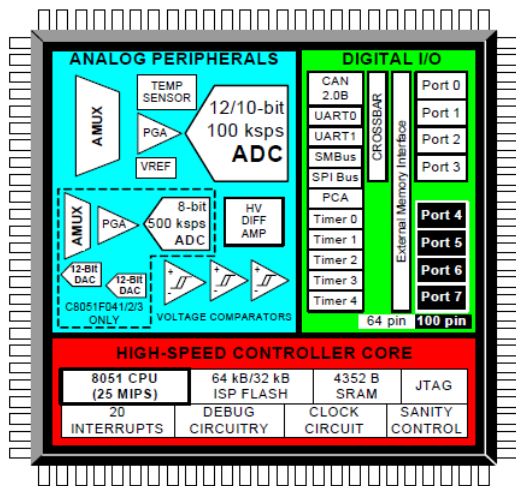 ANALOG PERIPHERALS
AMUX
TEMP
SENSOR
PGA
VREF
12/10-bit
100 ksps
ADC
AMUX
PGA
8-bit
500 ksps
ADC
HV
DIFF
AMP
12-Bit
DAC
12-Bit
DAC
C8051F041/2/3
ONLY
+
-
+
-
+
-
VOLTAGE COMPARATORS
DIGITAL I/O
CAN
2.0B
UART0
UART1
SMBus
SPI Bus
PCA
Timer 0
Timer 1
Timer 2
Timer 3
Timer 4
CROSSBAR
External Memory Interface
Port 0
Port 1
Port 2
Port 3
Port 4
Port 5
Port 6
Port 7
64 pin 100 pin
HIGH-SPEED CONTROLLER CORE
8051 CPU
(25 MIPS)
64 kB/32 kB
ISP FLASH
4352 B
SRAM
JTAG
20
INTERRUPTS
DEBUG
CIRCUITRY
CLOCK
CIRCUIT
SANITY
CONTROL